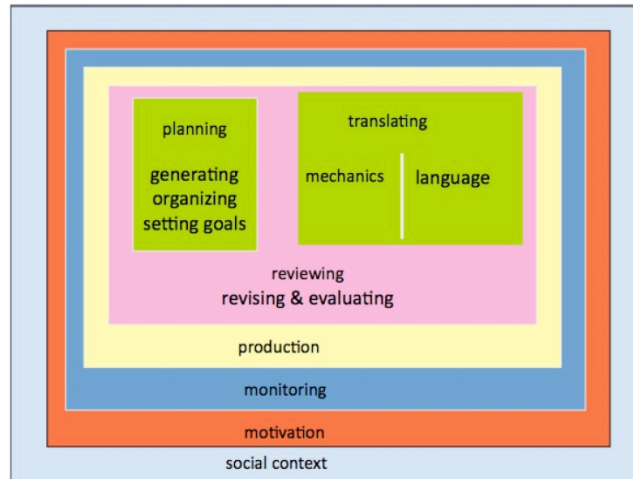 planning
generating
organizing
setting goals
translating
mechanics
language
reviewing
revising & evaluating
production
monitoring
motivation
social context